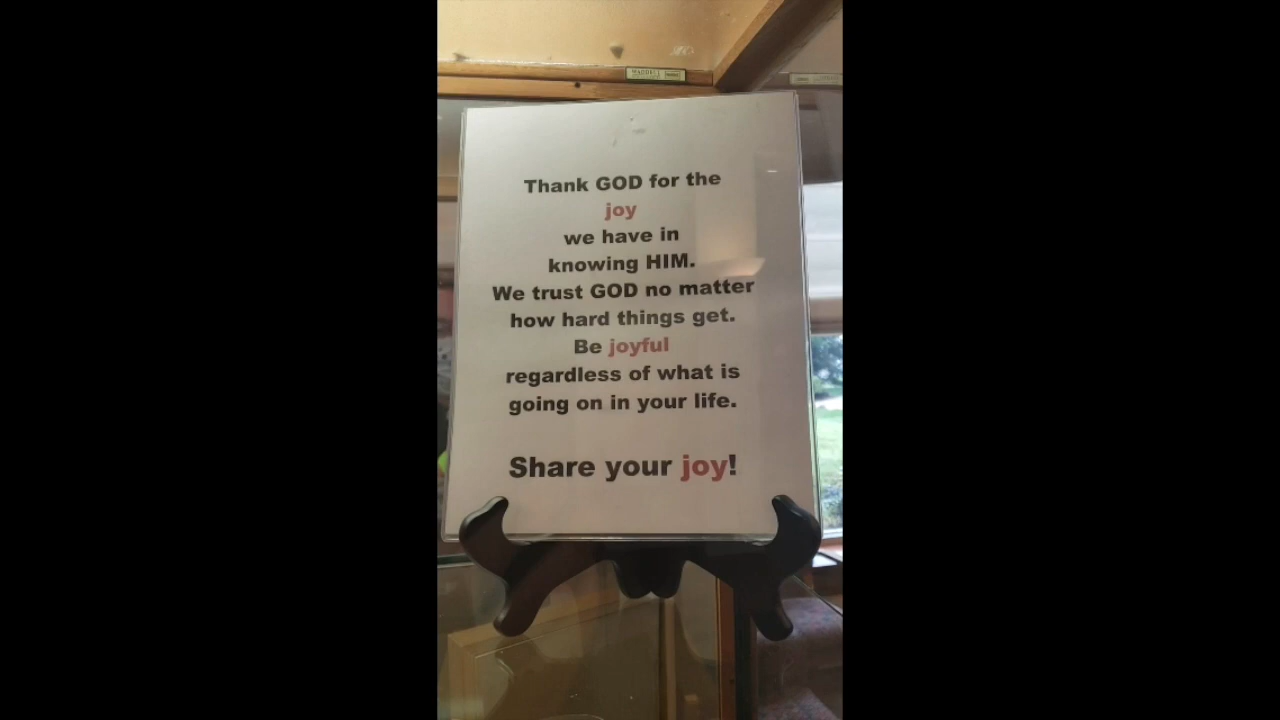 Thank GOD for the
joy
we have in
knowing HIM.
We trust GOD no matter
how hard things get.
Be joyful
regardless of what is
going on in your life.
Share your joy!